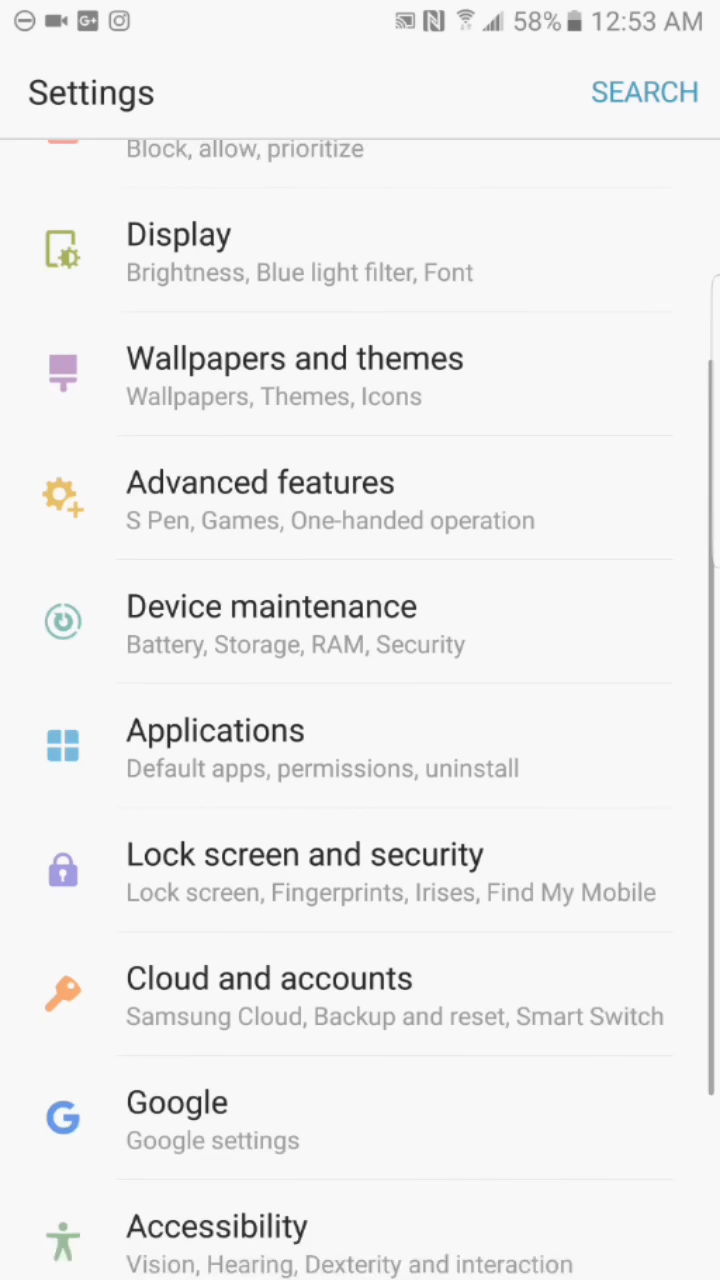 58% 12:53 AM
Settings
SEARCH
Block, allow, prioritize
Display
Brightness, Blue light filter, Font
Wallpapers and themes
Wallpapers, Themes, Icons
Advanced features
S Pen, Games, One-handed operation
Device maintenance
Battery, Storage, RAM, Security
Applications
Default apps, permissions, uninstall
Lock screen and security
Lock screen, Fingerprints, Irises, Find My Mobile
Cloud and accounts
Samsung Cloud, Backup and reset, Smart Switch
Google
Google settings
Accessibility
Vision, Hearing, Dexterity and interaction